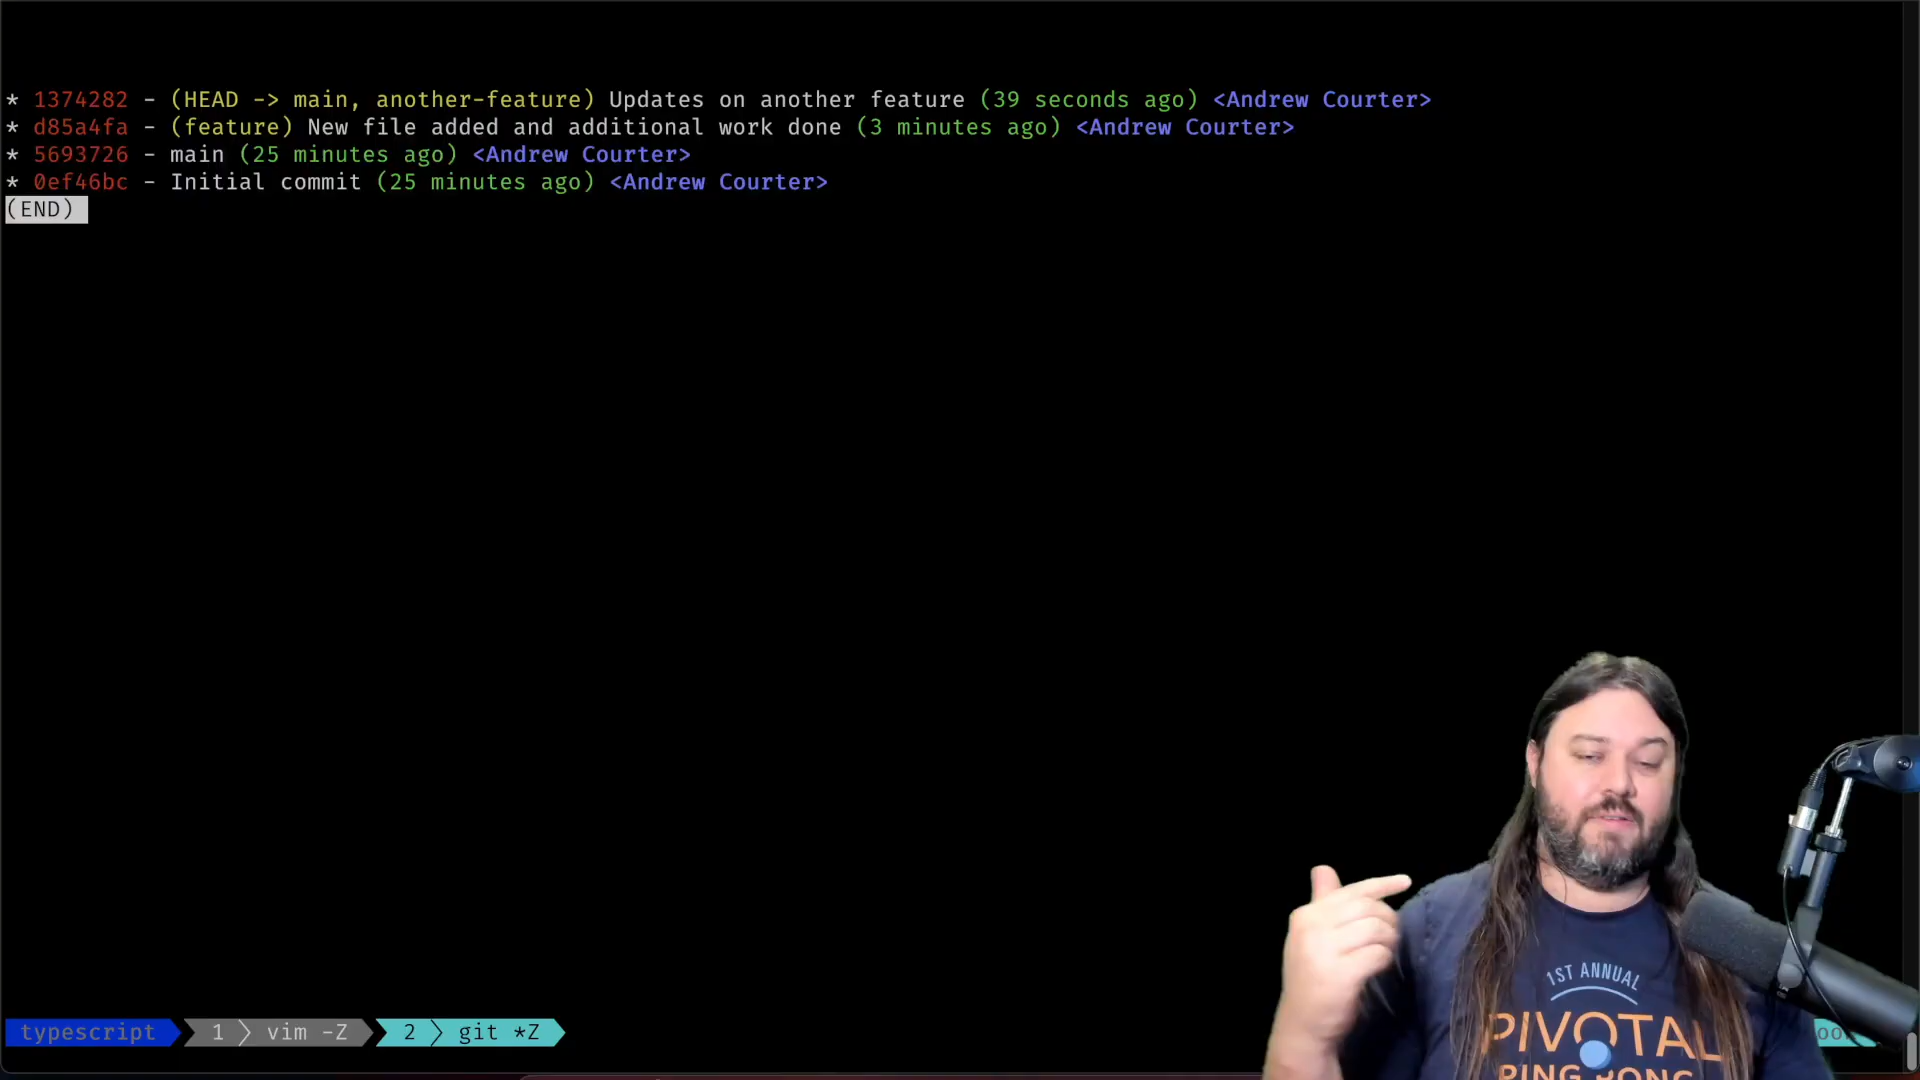 * 1374282 - (HEAD -> main, another-feature) Updates on another feature (39 seconds ago) <Andrew Courter>
* d85a4fa - (feature) New file added and additional work done (3 minutes ago) <Andrew Courter>
* 5693726 - main (25 minutes ago) <Andrew Courter>
* 0ef46bc - Initial commit (25 minutes ago) <Andrew Courter>
(END)
1ST ANNUAL
PIVOTAL
PING PONG
typescript 1 vim -Z 2 git *Z